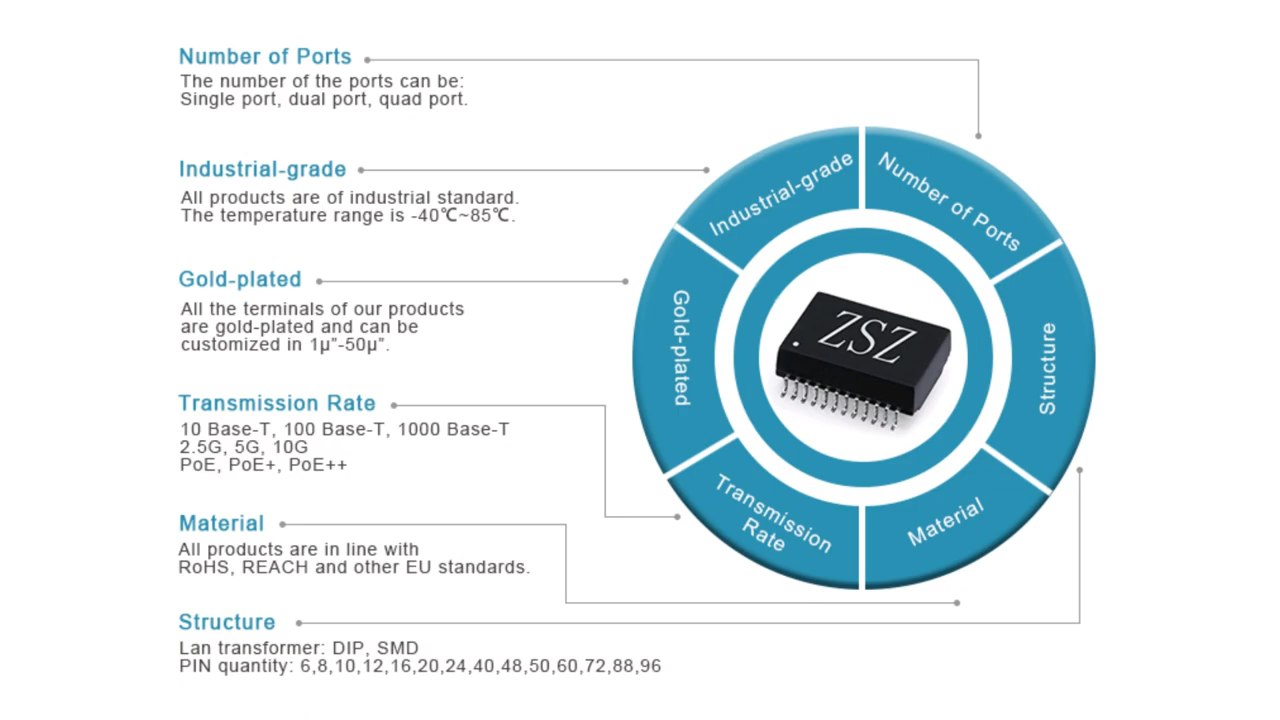 Number of Ports
The number of the ports can be:
Single port, dual port, quad port.
Industrial-grade
All products are of industrial standard.
The temperature range is -40℃~85℃.
Gold-plated
All the terminals of our products
are gold-plated and can be
customized in 1μ”-50μ”.
Transmission Rate
10 Base-T, 100 Base-T, 1000 Base-T
2.5G, 5G, 10G
PoE, PoE+, PoE++
Material
All products are in line with
RoHS, REACH and other EU standards.
Structure
Lan transformer: DIP, SMD
PIN quantity: 6,8,10,12,16,20,24,40,48,50,60,72,88,96
Industrial-grade
Number of Ports
Gold-plated
Structure
Transmission
Rate
Material
ZSZ